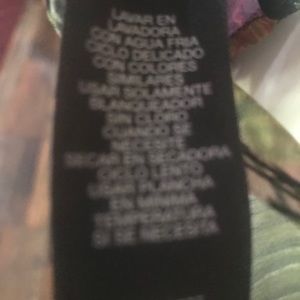 LAVAR EN
LAVADORA
CON AGUA FRIA
CICLO DELICADO
CON COLORES
SIMILARES
USAR SOLAMENTE
BLANQUEADOR
SIN CLORO
CUANDO SE
NECESITE
SECAR EN SECADORA
CICLO LENTO
USAR PLANCHA
EN MINIMA
TEMPERATURA
SI SE NECESITA